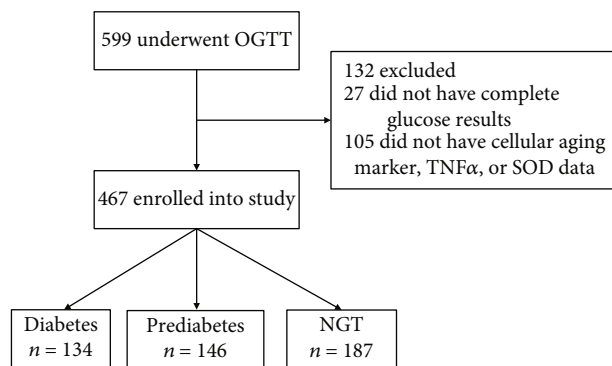 599 underwent OGTT
132 excluded
27 did not have complete
glucose results
105 did not have cellular aging
marker, TNFα, or SOD data
467 enrolled into study
Diabetes
n = 134
Prediabetes
n = 146
NGT
n = 187